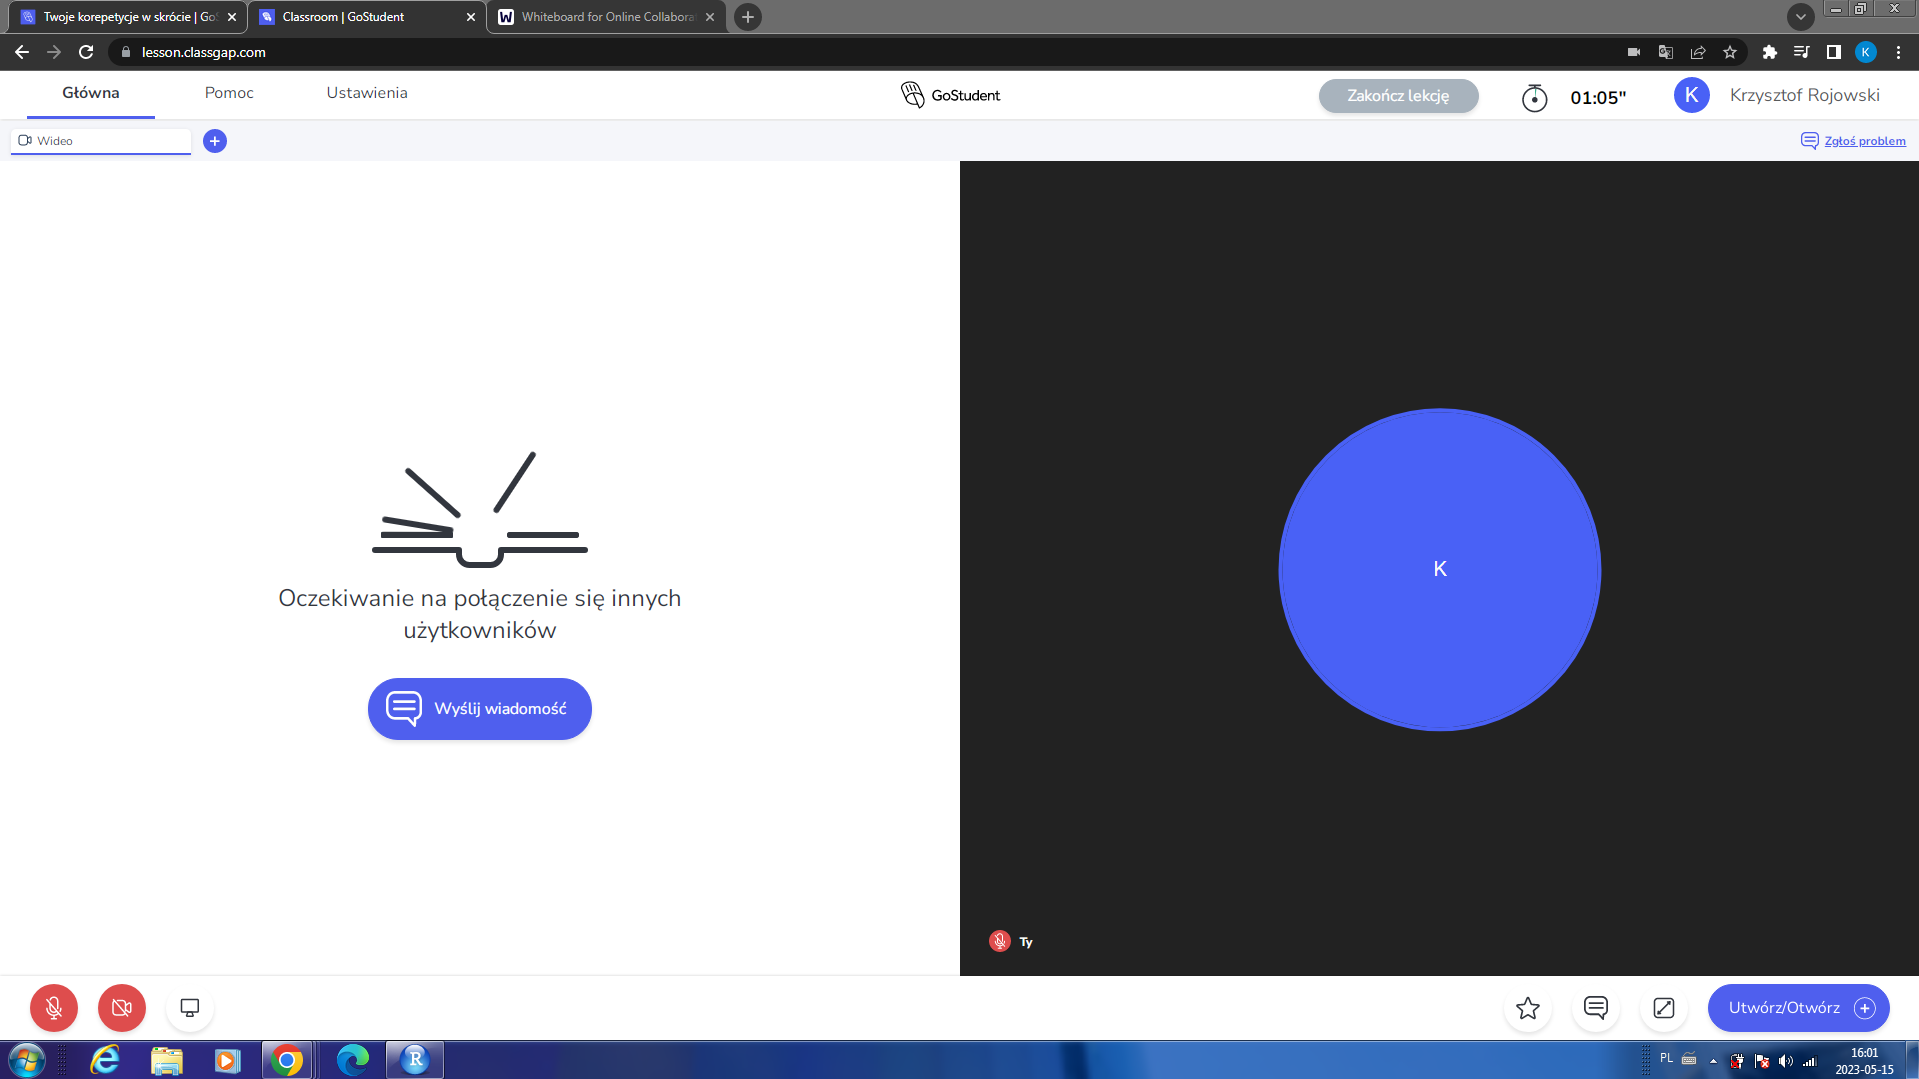 Twoje korepetycje w skrócie | Go
Classroom | GoStudent
W
Whiteboard for Online Collabora
lesson.classgap.com
K
Główna
Pomoc
Ustawienia
GoStudent
Zakończ lekcję
01:05"
K
Krzysztof Rojowski
Wideo
Zgłoś problem
Oczekiwanie na połączenie się innych
użytkowników
Wyślij wiadomość
K
Ty
Utwórz/Otwórz
R
PL
16:01
2023-05-15